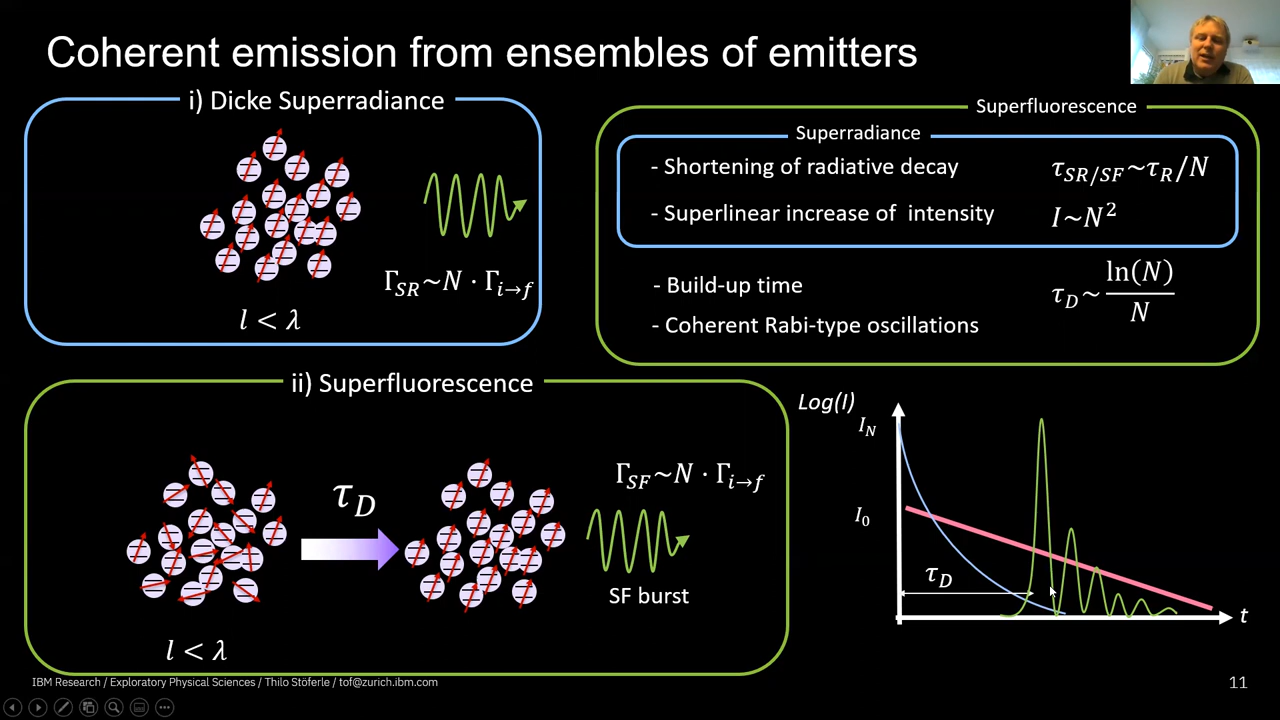 Coherent emission from ensembles of emitters
i) Dicke Superradiance
Γ_SR~N · Γ_i→f
l < λ
Superfluorescence
Superradiance
- Shortening of radiative decay τ_SR/SF~τ_R/N
- Superlinear increase of intensity I~N²
- Build-up time τ_D~ ln(N)/N
- Coherent Rabi-type oscillations
ii) Superfluorescence
τ_D
Γ_SF~N · Γ_i→f
SF burst
l < λ
Log(I)
I_N
I_0
τ_D
t
IBM Research / Exploratory Physical Sciences / Thilo Stöferle / tof@zurich.ibm.com
11